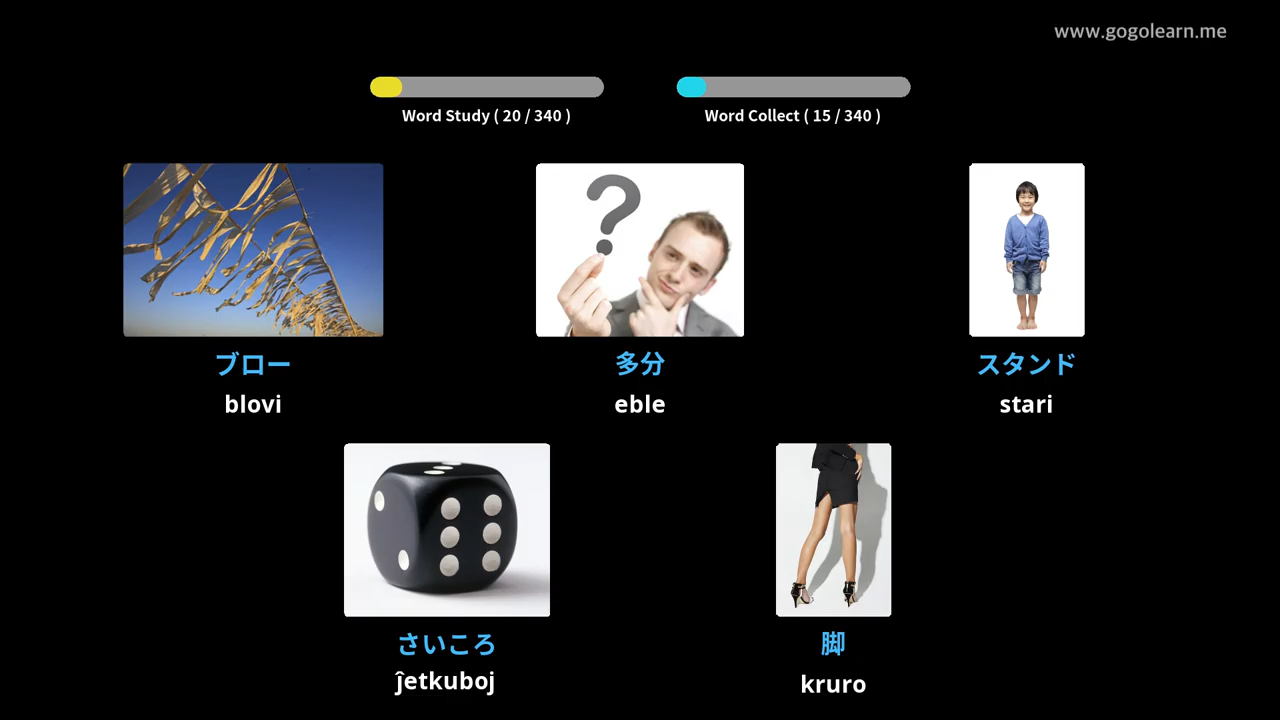 www.gogolearn.me
Word Study ( 20 / 340 )
Word Collect ( 15 / 340 )
ブロー
blovi
多分
eble
スタンド
stari
さいころ
ĵetkuboj
脚
kruro